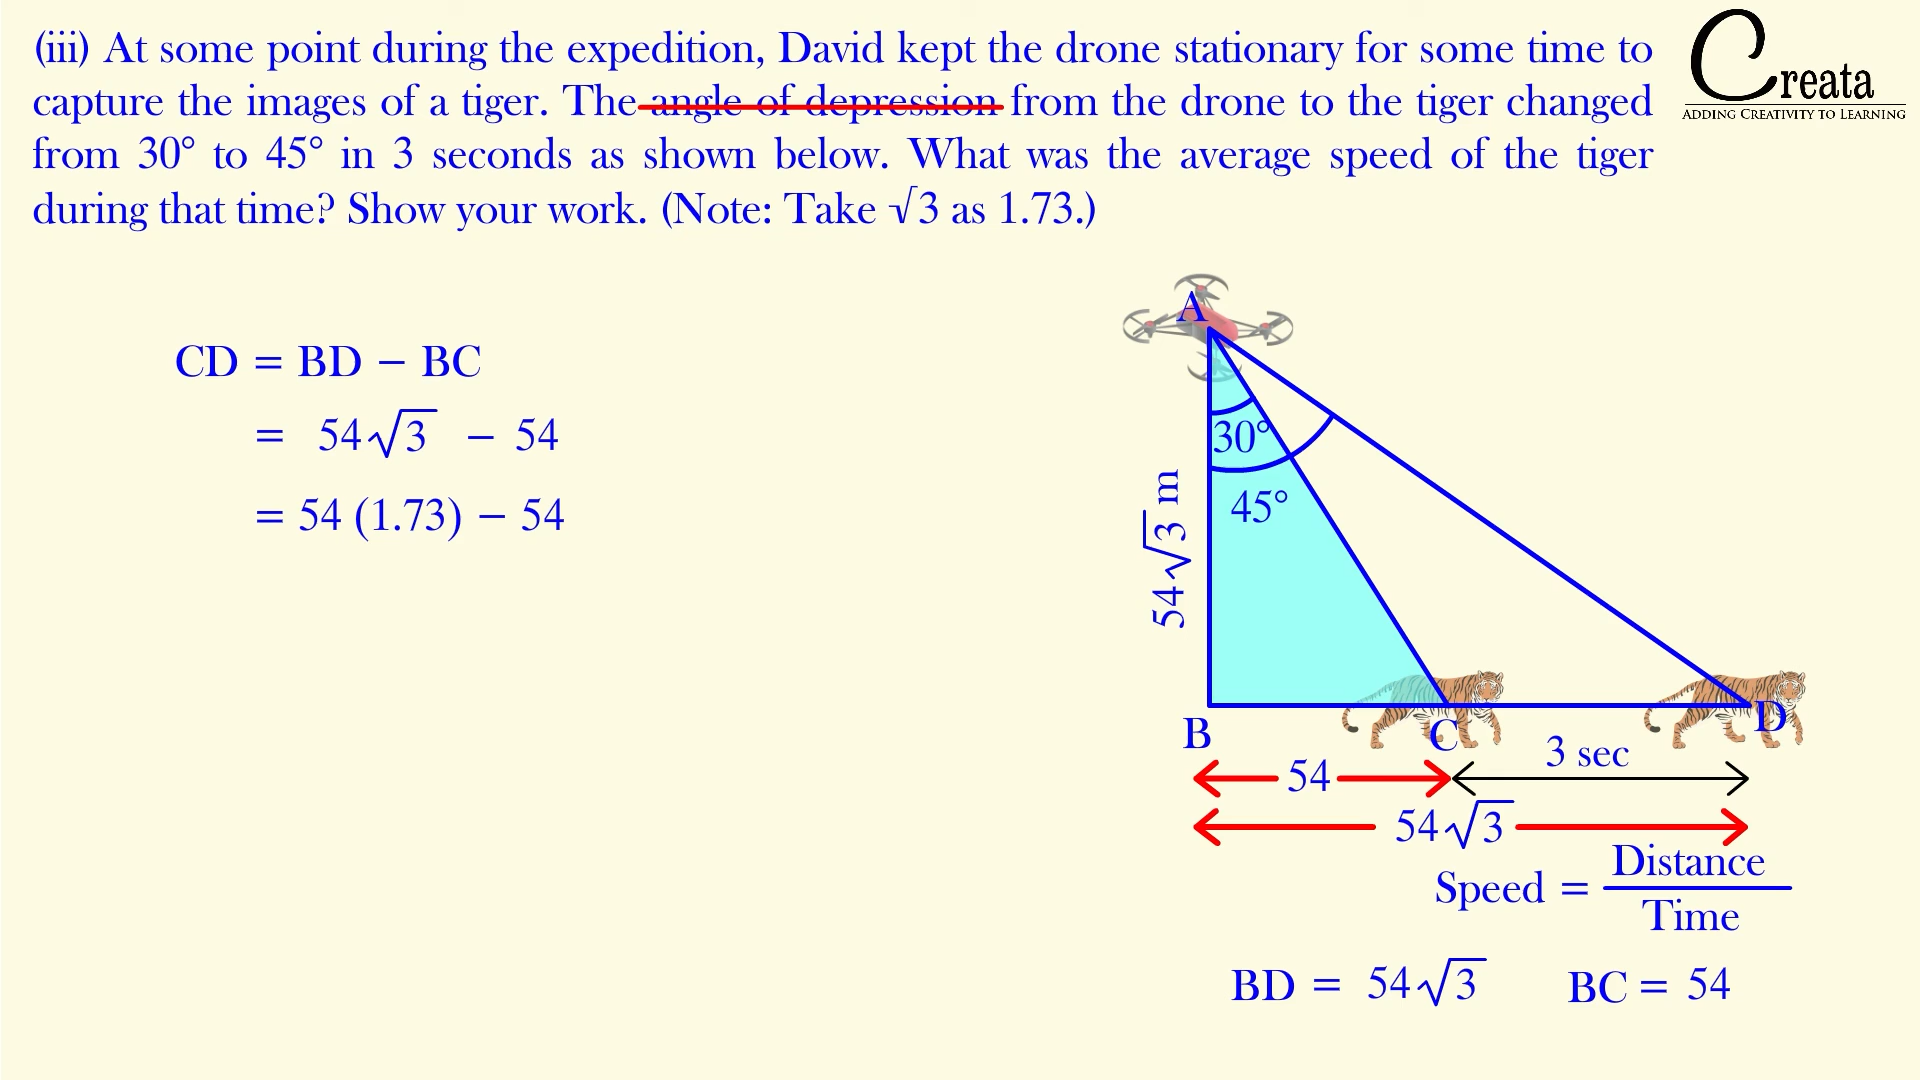 (iii) At some point during the expedition, David kept the drone stationary for some time to
capture the images of a tiger. The angle of depression from the drone to the tiger changed
from 30° to 45° in 3 seconds as shown below. What was the average speed of the tiger
during that time? Show your work. (Note: Take √3 as 1.73.)
Creata
ADDING CREATIVITY TO LEARNING
CD = BD − BC
= 54√3 − 54
= 54 (1.73) − 54
A
30°
45°
54√3 m
B
C
D
3 sec
54
54√3
Speed = Distance
Time
BD = 54√3 BC = 54